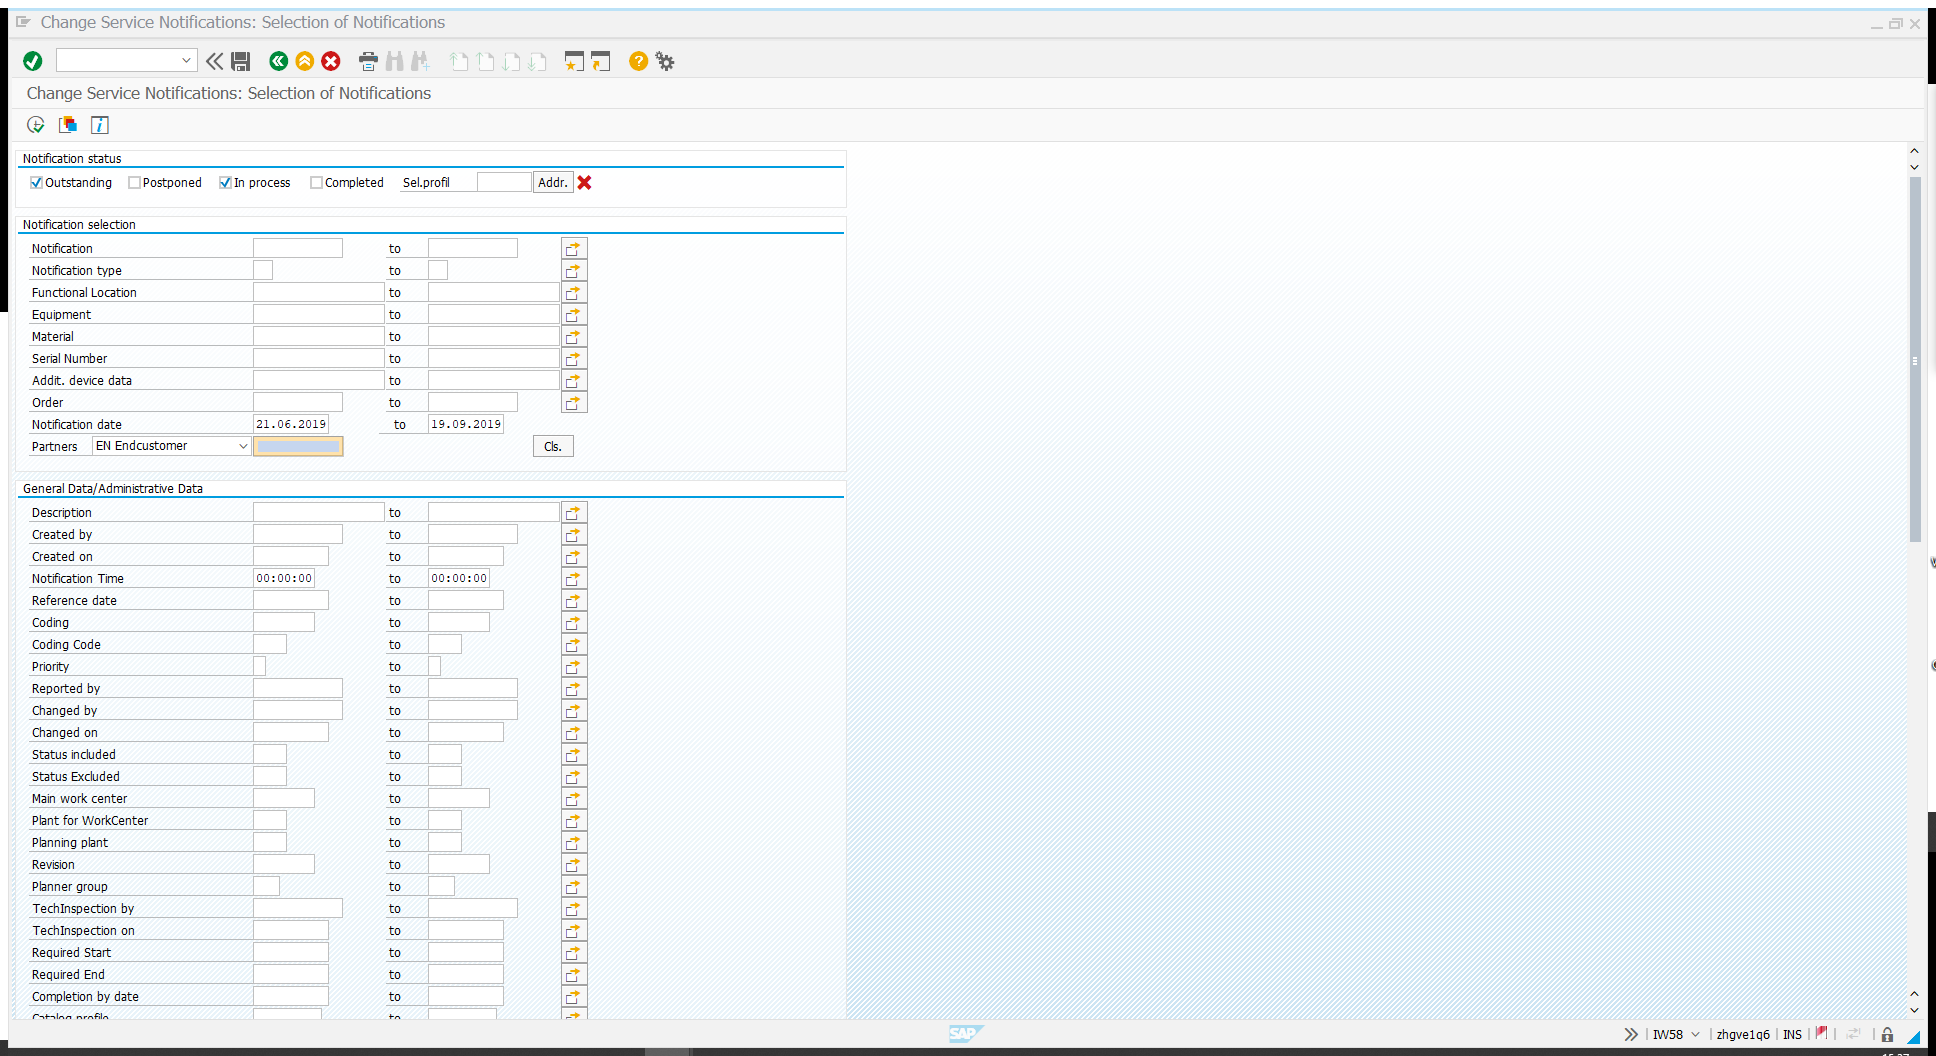 Change Service Notifications: Selection of Notifications
Change Service Notifications: Selection of Notifications
Notification status
Outstanding Postponed In process Completed Sel.profil Addr.
Notification selection
Notification to
Notification type to
Functional Location to
Equipment to
Material to
Serial Number to
Addit. device data to
Order to
Notification date 21.06.2019 to 19.09.2019
Partners EN Endcustomer Cls.
General Data/Administrative Data
Description to
Created by to
Created on to
Notification Time 00:00:00 to 00:00:00
Reference date to
Coding to
Coding Code to
Priority to
Reported by to
Changed by to
Changed on to
Status included to
Status Excluded to
Main work center to
Plant for WorkCenter to
Planning plant to
Revision to
Planner group to
TechInspection by to
TechInspection on to
Required Start to
Required End to
Completion by date to
Catalog profile to
SAP IW58 zhgve1q6 INS